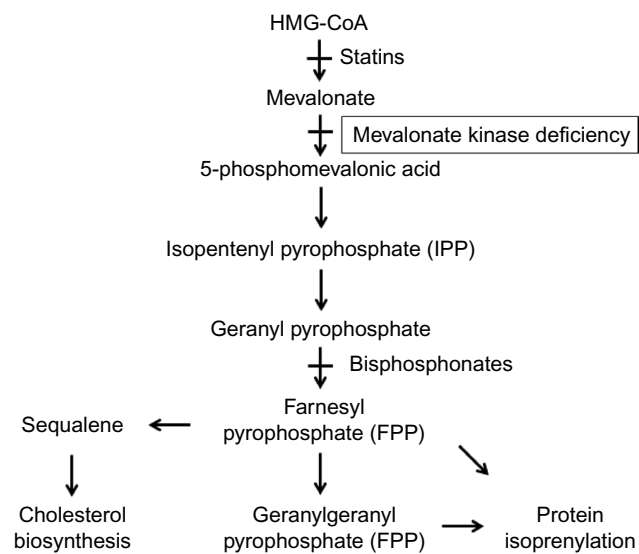 HMG-CoA
Statins
Mevalonate
Mevalonate kinase deficiency
5-phosphomevalonic acid
Isopentenyl pyrophosphate (IPP)
Geranyl pyrophosphate
Bisphosphonates
Sequalene
Farnesyl
pyrophosphate (FPP)
Cholesterol
biosynthesis
Geranylgeranyl
pyrophosphate (FPP)
Protein
isoprenylation